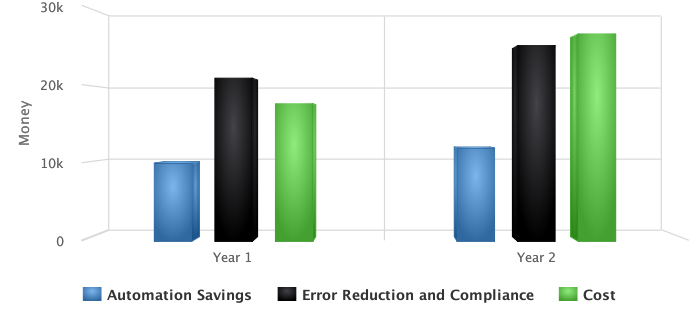 30k
20k
10k
0
Money
Year 1
Year 2
Automation Savings
Error Reduction and Compliance
Cost